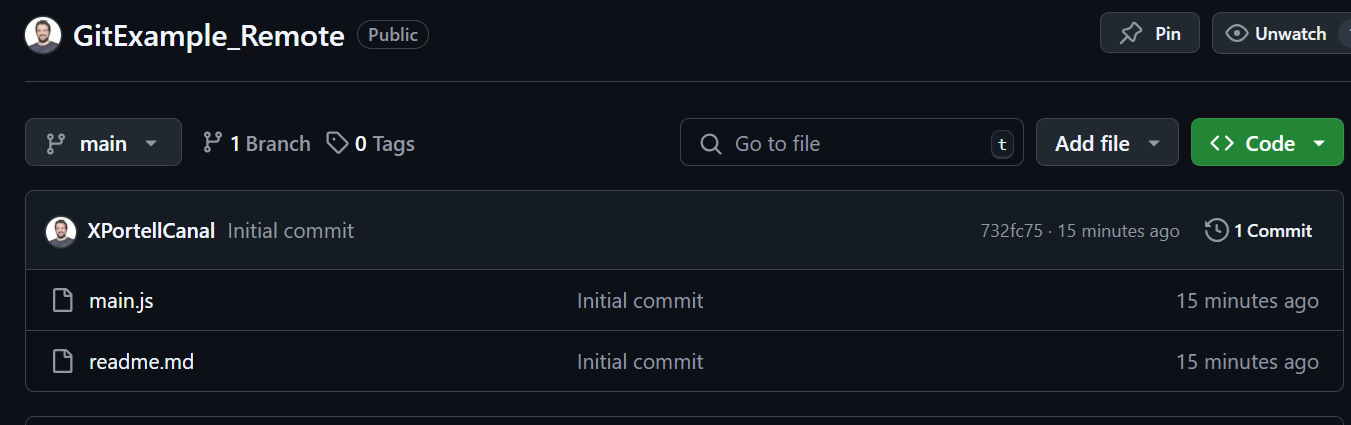 GitExample_Remote Public Pin Unwatch
main 1 Branch 0 Tags Go to file t Add file Code
XPortellCanal Initial commit 732fc75 · 15 minutes ago 1 Commit
main.js Initial commit 15 minutes ago
readme.md Initial commit 15 minutes ago